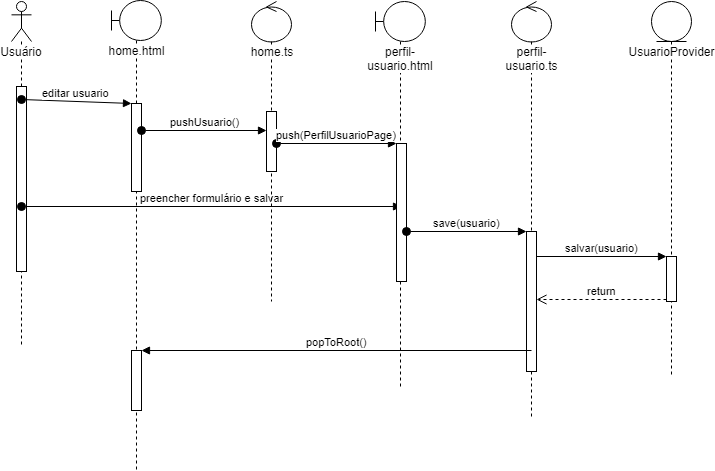 Usuário
home.html
home.ts
perfil-
usuario.html
perfil-
usuario.ts
UsuarioProvider
editar usuario
pushUsuario()
push(PerfilUsuarioPage)
preencher formulário e salvar
save(usuario)
salvar(usuario)
return
popToRoot()